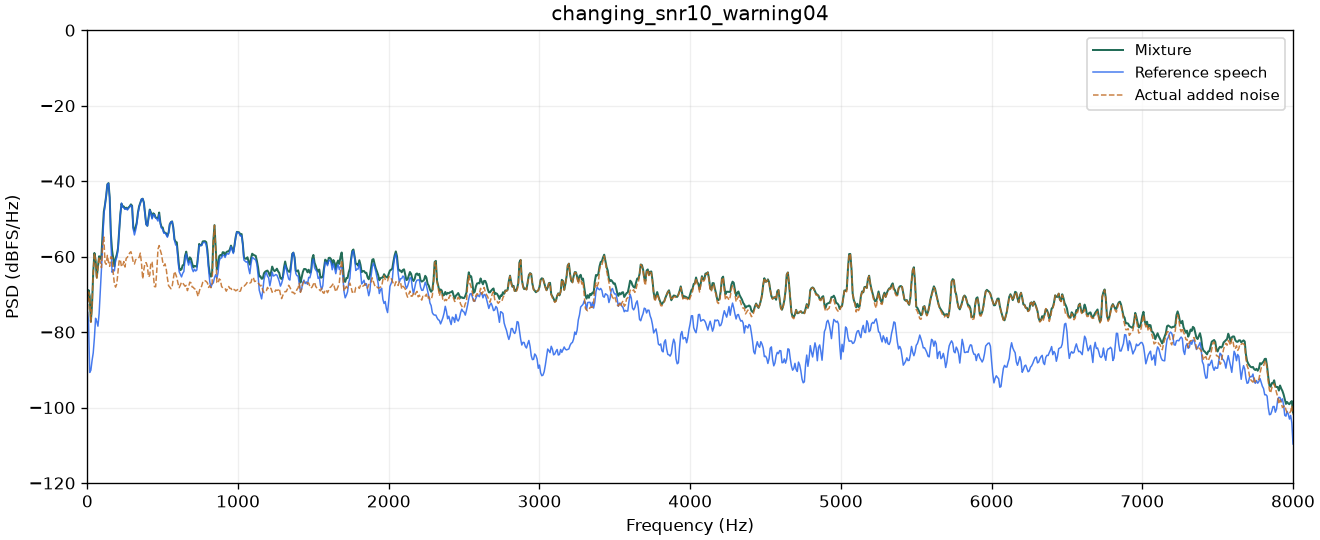 changing_snr10_warning04
0
−20
−40
−60
−80
−100
−120
PSD (dBFS/Hz)
Mixture
Reference speech
Actual added noise
0 1000 2000 3000 4000 5000 6000 7000 8000
Frequency (Hz)